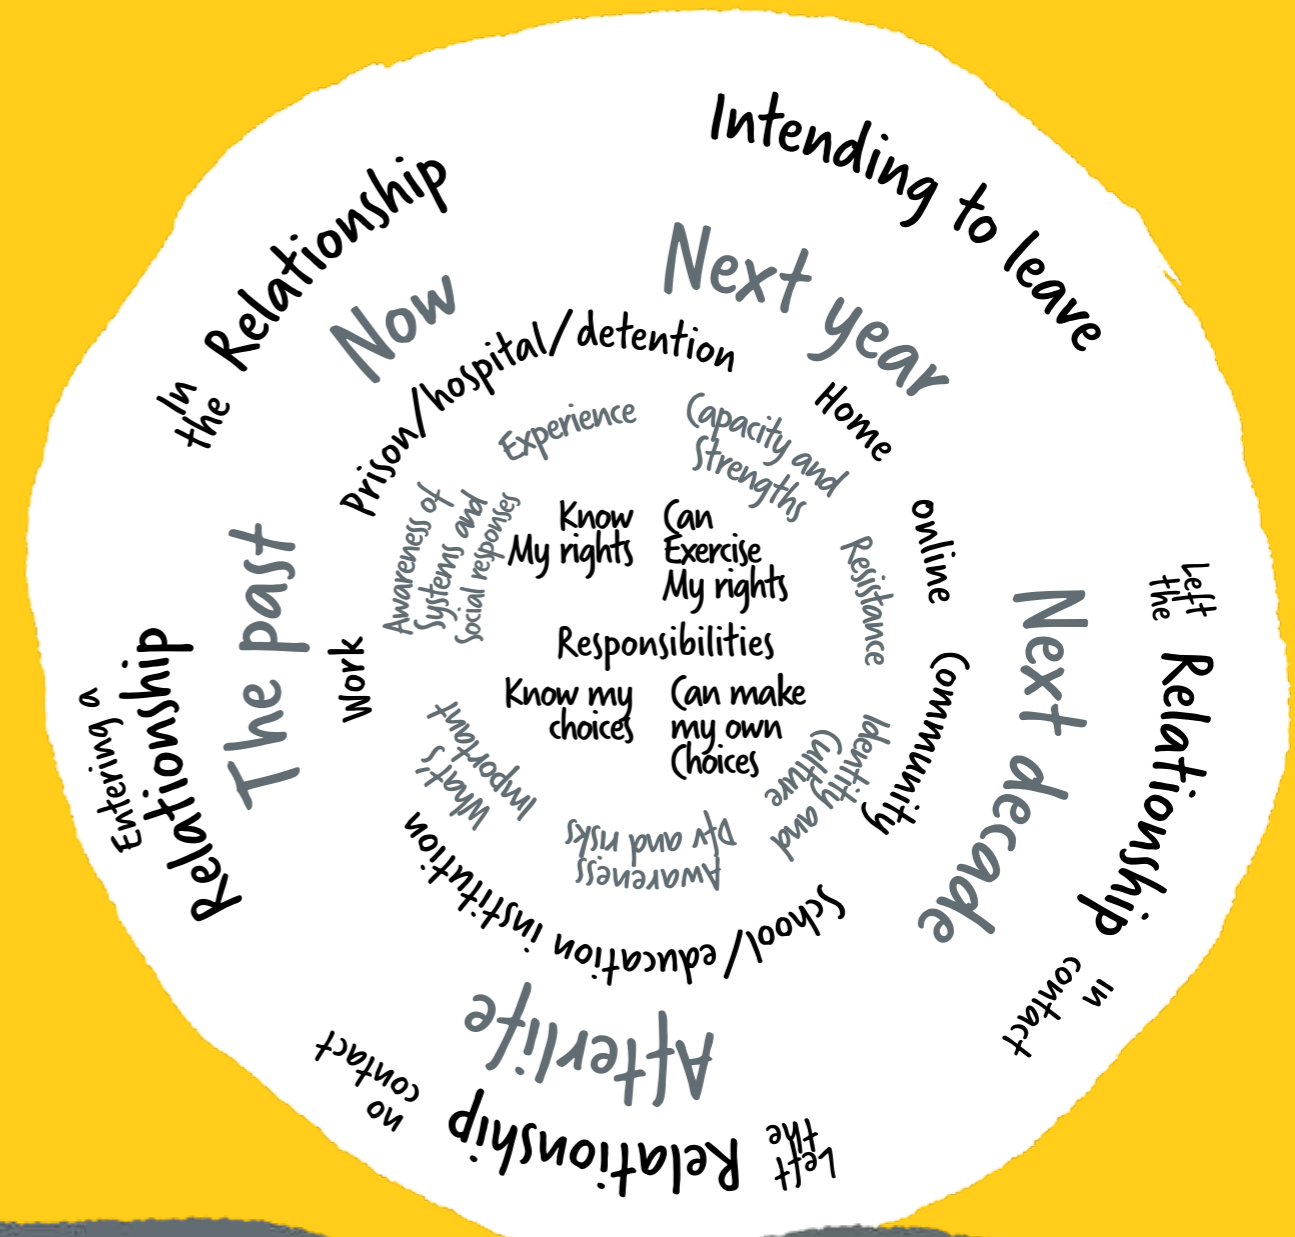 Intending to leave
Left the Relationship in contact
Left the Relationship no contact
Entering a Relationship
In the Relationship
Now
Next year
Next decade
Afterlife
The past
Prison/hospital/detention
Home
online
Community
School/education institution
Work
Experience
Capacity and
Strengths
Resistance
Identity and
Culture
Awareness
Dfv and risks
What's
Important
Awareness of
Systems and
Social responses
Know
My rights
Can
Exercise
My rights
Responsibilities
Know my
choices
Can make
my own
Choices